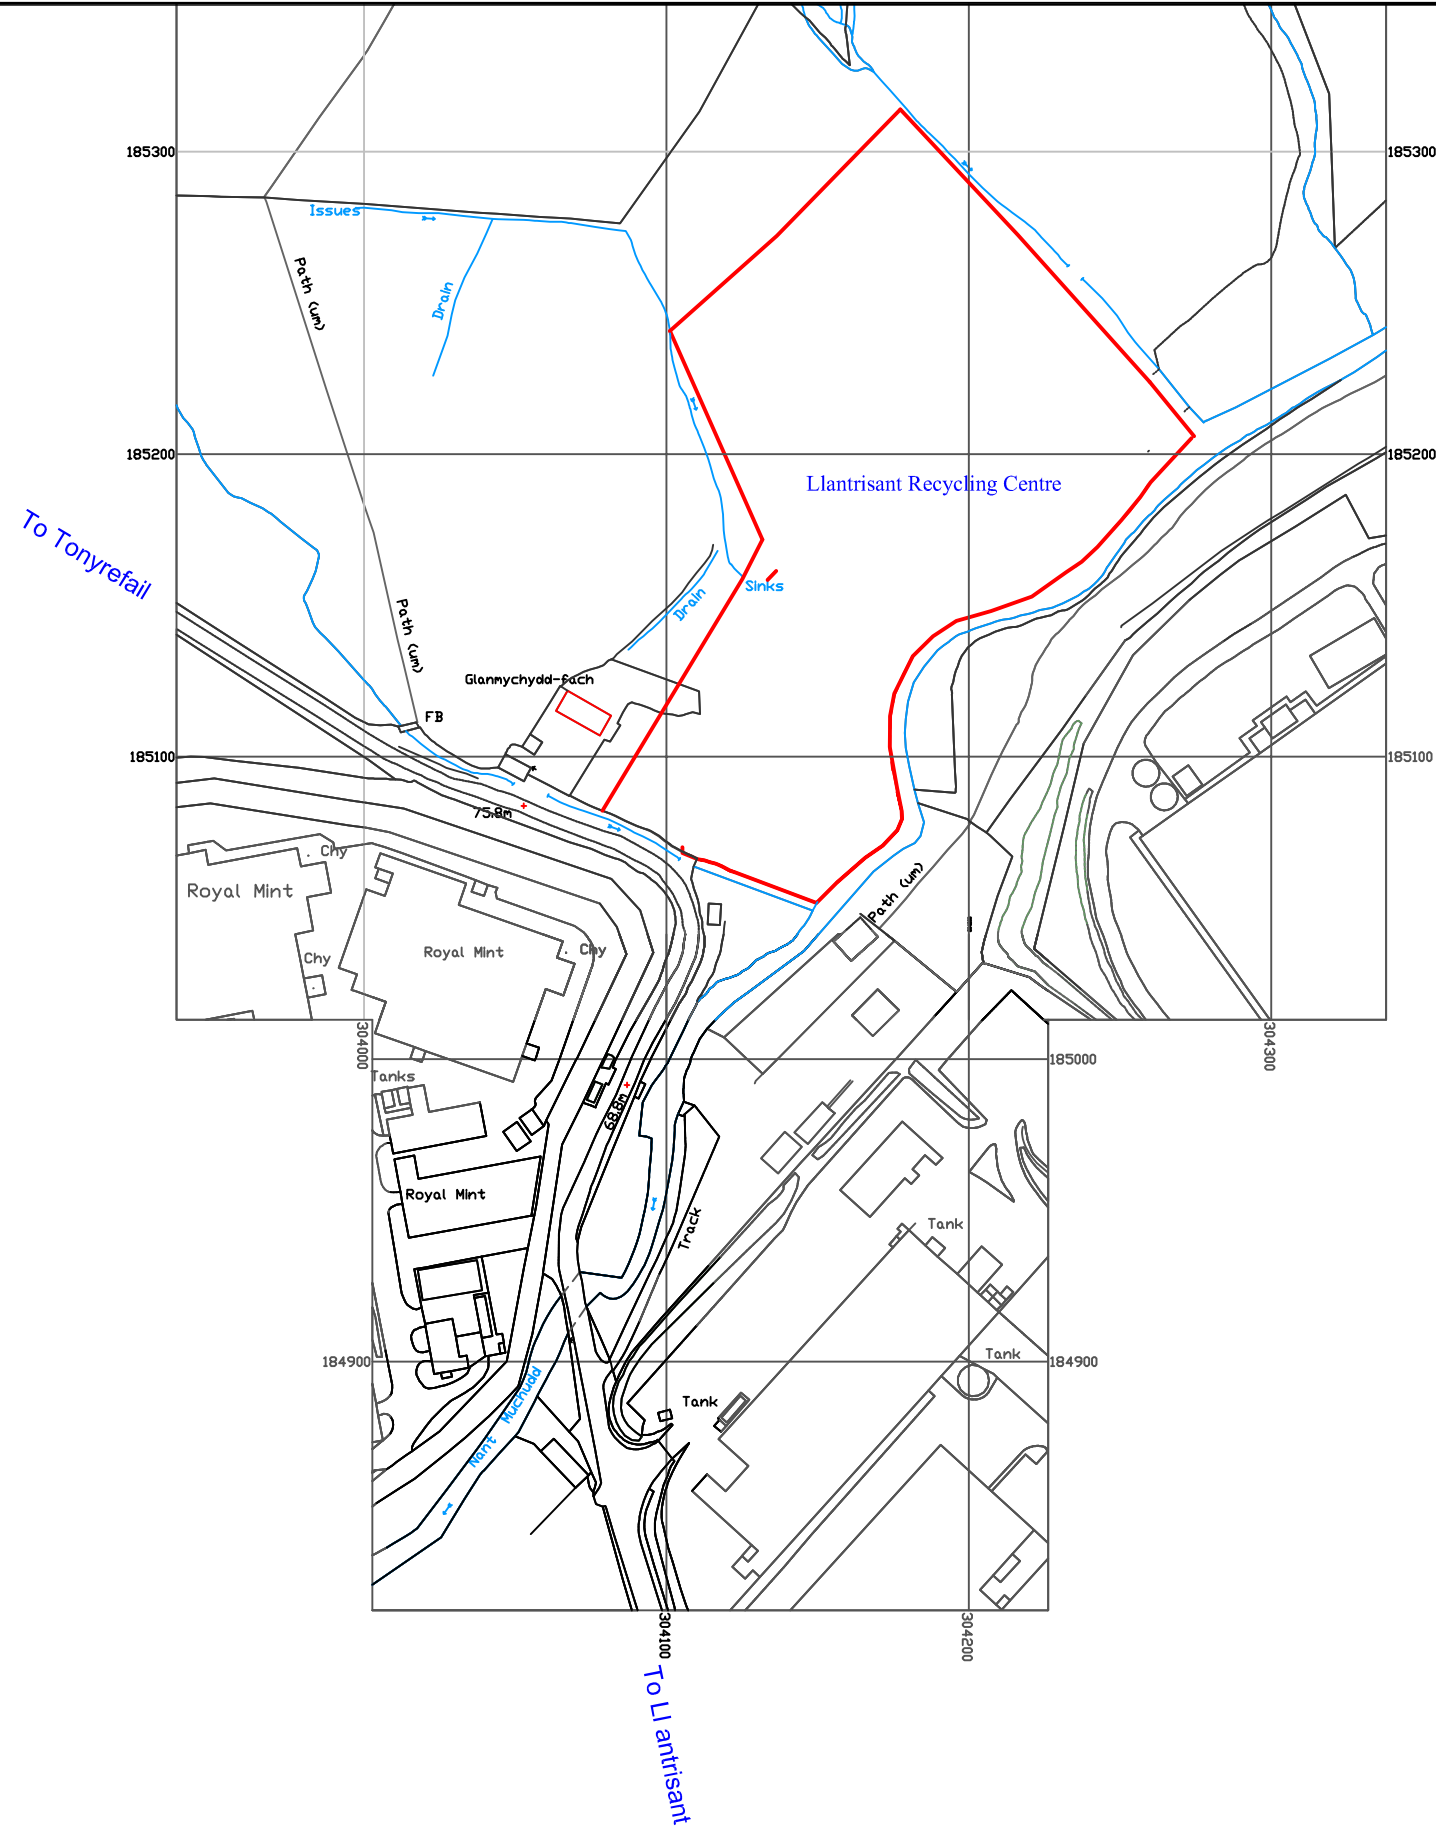 185300
185300
Issues
Path (um)
Drain
185200
185200
Llantrisant Recycling Centre
To Tonyrefail
Sinks
Drain
Path (um)
Glanmychydd-fach
FB
185100
185100
75.8m
Chy
Royal Mint
Royal Mint
Chy
Chy
Path (um)
304000
304300
185000
Tanks
68.8m
Royal Mint
Track
Tank
184900
184900
Tank
Tank
Nant Muchudd
304100
304200
To Ll antrisant